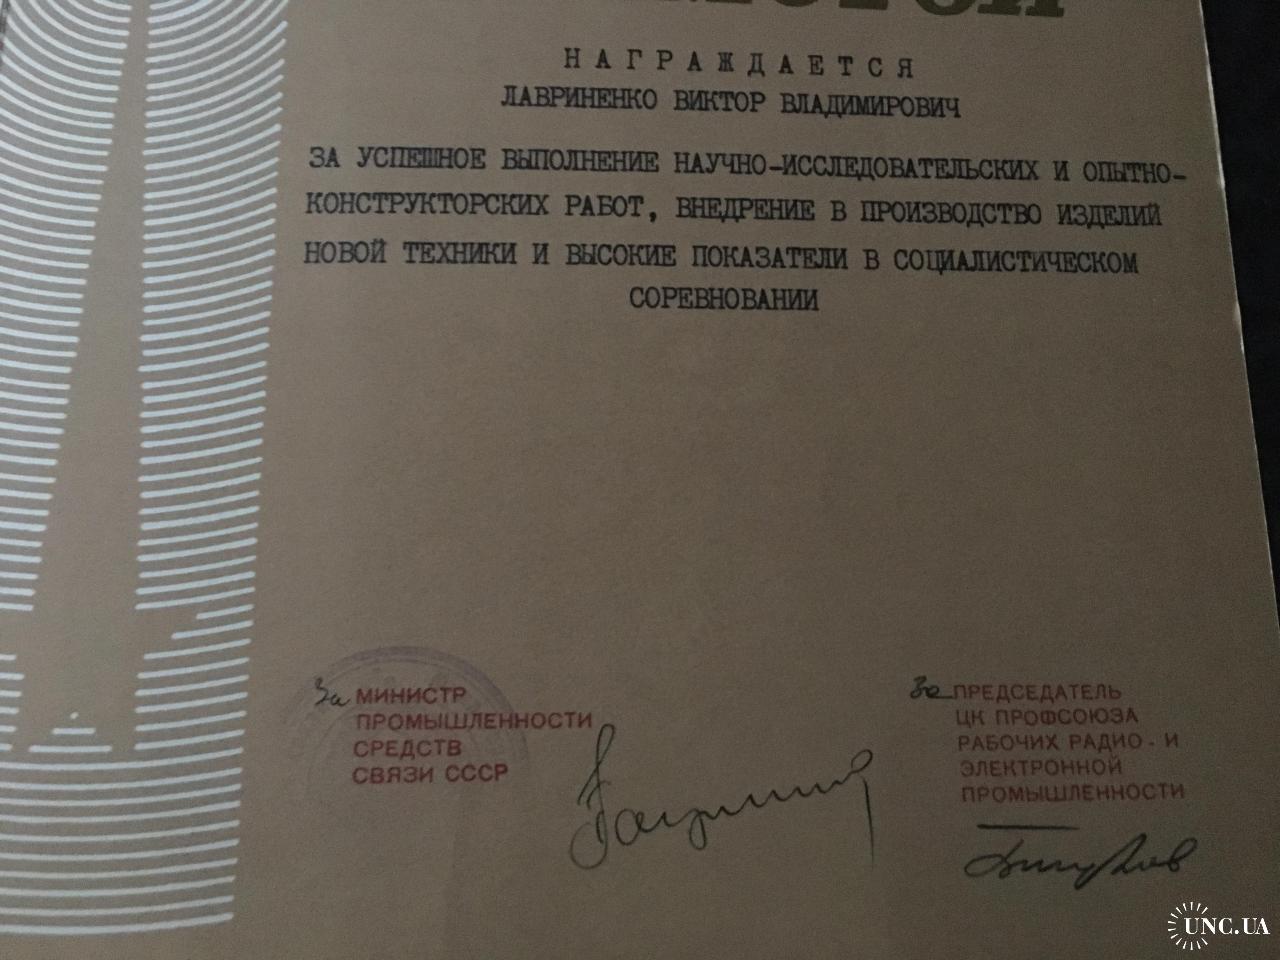 НАГРАЖДАЕТСЯ
ЛАВРИНЕНКО ВИКТОР ВЛАДИМИРОВИЧ
ЗА УСПЕШНОЕ ВЫПОЛНЕНИЕ НАУЧНО-ИССЛЕДОВАТЕЛЬСКИХ И ОПЫТНО-
КОНСТРУКТОРСКИХ РАБОТ, ВНЕДРЕНИЕ В ПРОИЗВОДСТВО ИЗДЕЛИЙ
НОВОЙ ТЕХНИКИ И ВЫСОКИЕ ПОКАЗАТЕЛИ В СОЦИАЛИСТИЧЕСКОМ
СОРЕВНОВАНИИ
За МИНИСТР
ПРОМЫШЛЕННОСТИ
СРЕДСТВ
СВЯЗИ СССР
За ПРЕДСЕДАТЕЛЬ
ЦК ПРОФСОЮЗА
РАБОЧИХ РАДИО - И
ЭЛЕКТРОННОЙ
ПРОМЫШЛЕННОСТИ
UNC.UA